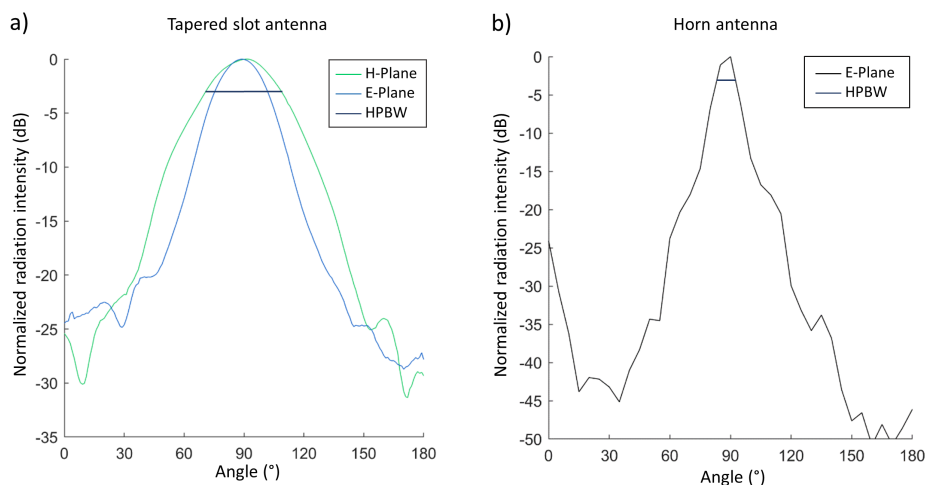 a)
Tapered slot antenna
Normalized radiation intensity (dB)
0
-5
-10
-15
-20
-25
-30
-35
0
30
60
90
120
150
180
Angle (°)
H-Plane
E-Plane
HPBW
b)
Horn antenna
Normalized radiation intensity (dB)
0
-5
-10
-15
-20
-25
-30
-35
-40
-45
-50
0
30
60
90
120
150
180
Angle (°)
E-Plane
HPBW